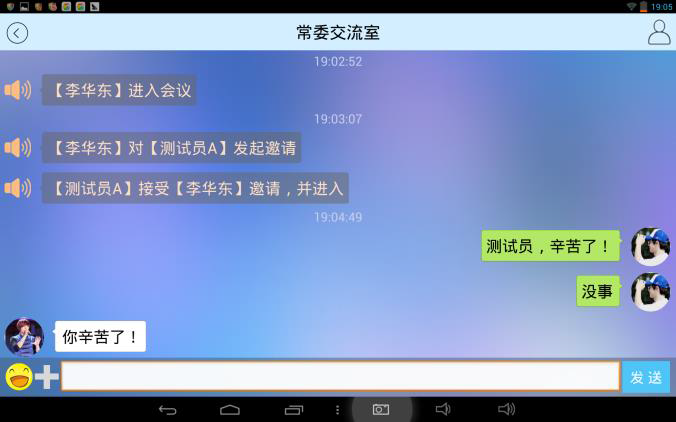 19:05
常委交流室
19:02:52
【李华东】进入会议
19:03:07
【李华东】对【测试员A】发起邀请
【测试员A】接受【李华东】邀请，并进入
19:04:49
测试员，辛苦了！
没事
你辛苦了！
发送